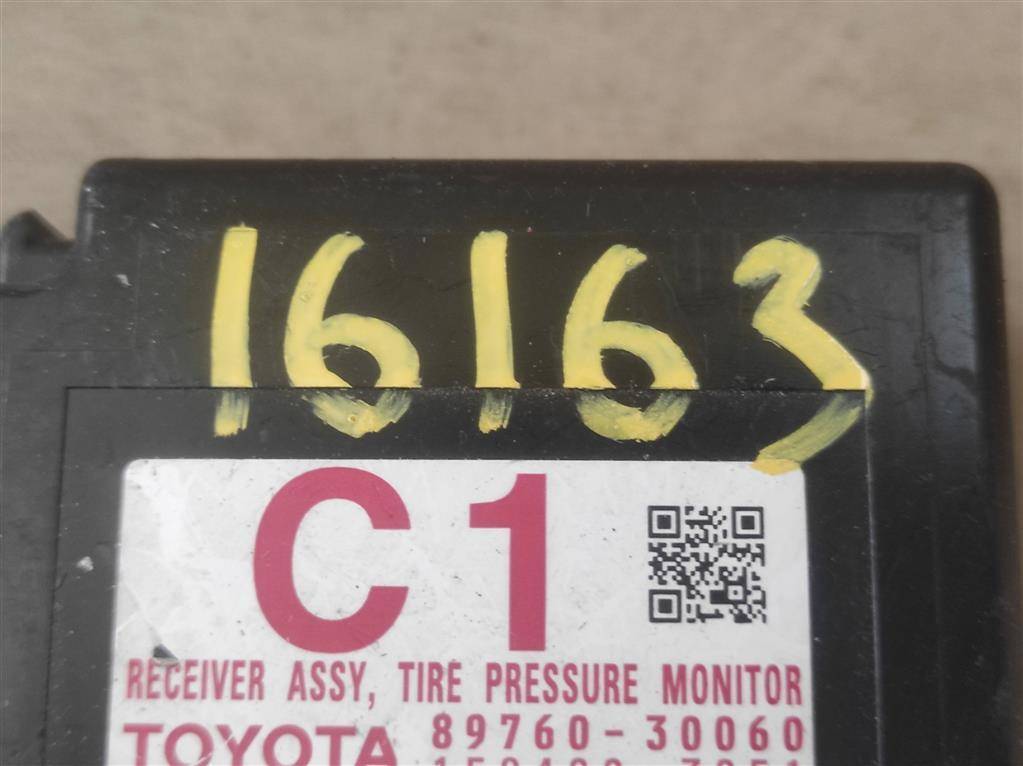 16163
C1
RECEIVER ASSY, TIRE PRESSURE MONITOR
TOYOTA 89760-30060